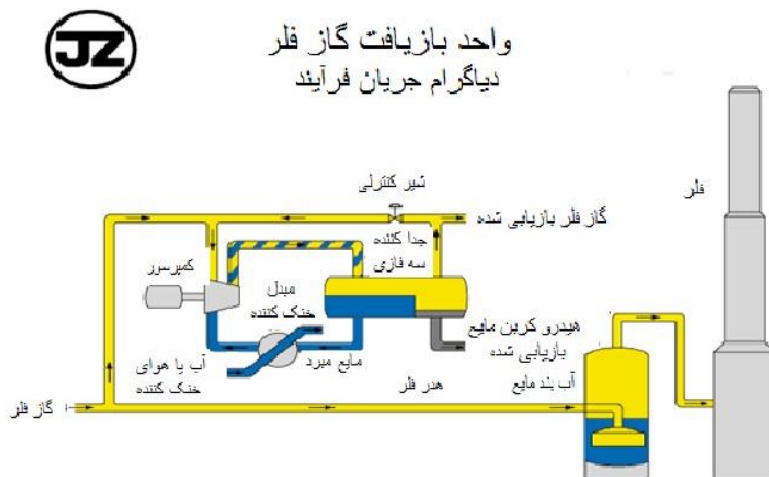 JZ
واحد بازیافت گاز فلر
دیاگرام جریان فرآیند
فلر
شیر کنترلی
گاز فلر بازیابی شده
جدا کننده
سه فازی
کمپرسور
مبدل
خنک کننده
هیدرو کربن مایع
بازیابی شده
مایع مبرد
آب یا هوای
خنک کننده
هدر فلر
آب بند مایع
گاز فلر